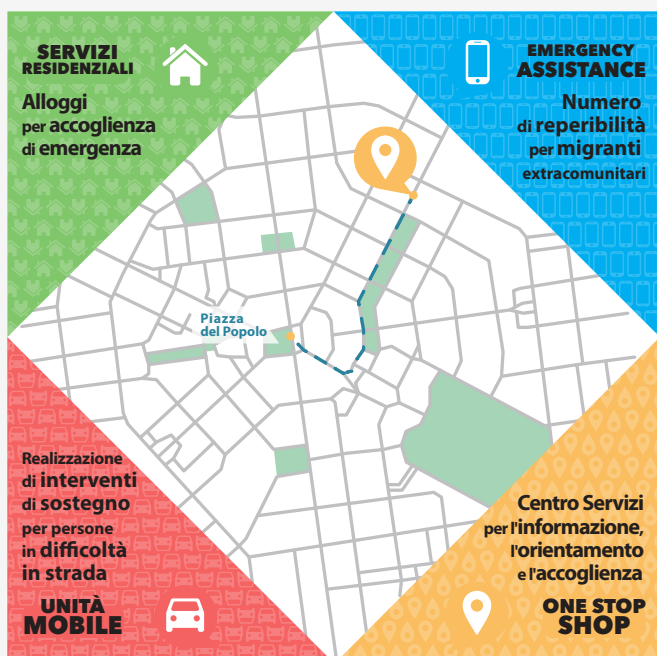 SERVIZI
RESIDENZIALI
Alloggi
per accoglienza
di emergenza
EMERGENCY
ASSISTANCE
Numero
di reperibilità
per migranti
extracomunitari
Piazza
del Popolo
Realizzazione
di interventi
di sostegno
per persone
in difficoltà
in strada
UNITÀ
MOBILE
Centro Servizi
per l'informazione,
l'orientamento
e l'accoglienza
ONE STOP
SHOP